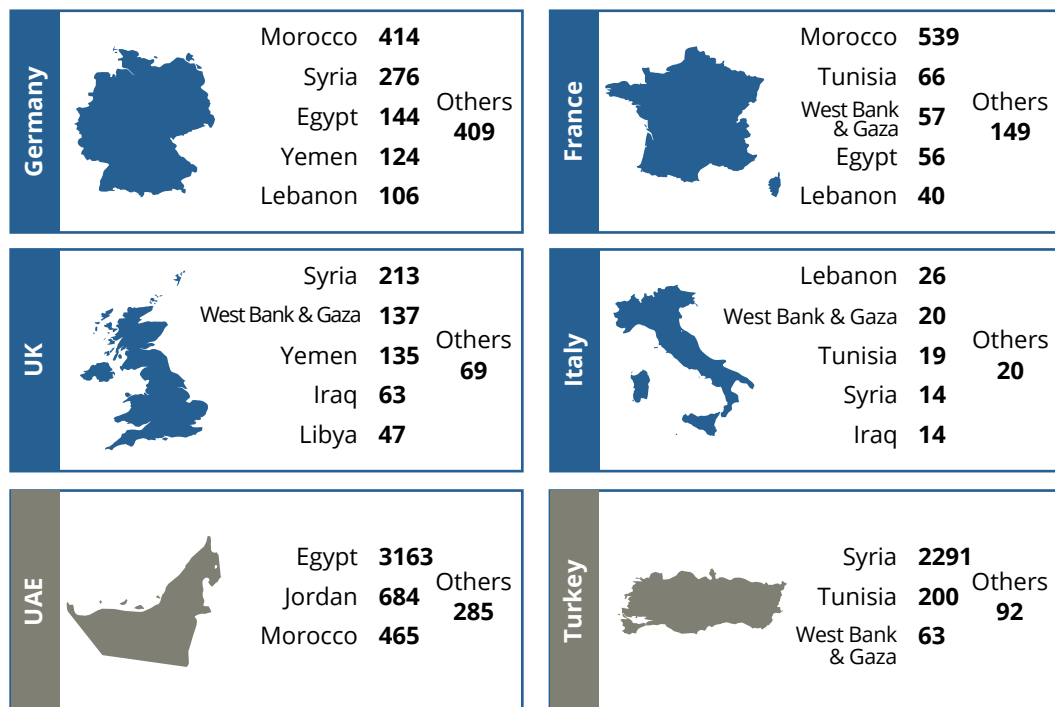 Germany
Morocco 414
Syria 276
Egypt 144
Yemen 124
Lebanon 106
Others
409
France
Morocco 539
Tunisia 66
West Bank
& Gaza 57
Egypt 56
Lebanon 40
Others
149
UK
Syria 213
West Bank & Gaza 137
Yemen 135
Iraq 63
Libya 47
Others
69
Italy
Lebanon 26
West Bank & Gaza 20
Tunisia 19
Syria 14
Iraq 14
Others
20
UAE
Egypt 3163
Jordan 684
Morocco 465
Others
285
Turkey
Syria 2291
Tunisia 200
West Bank 63
& Gaza
Others
92